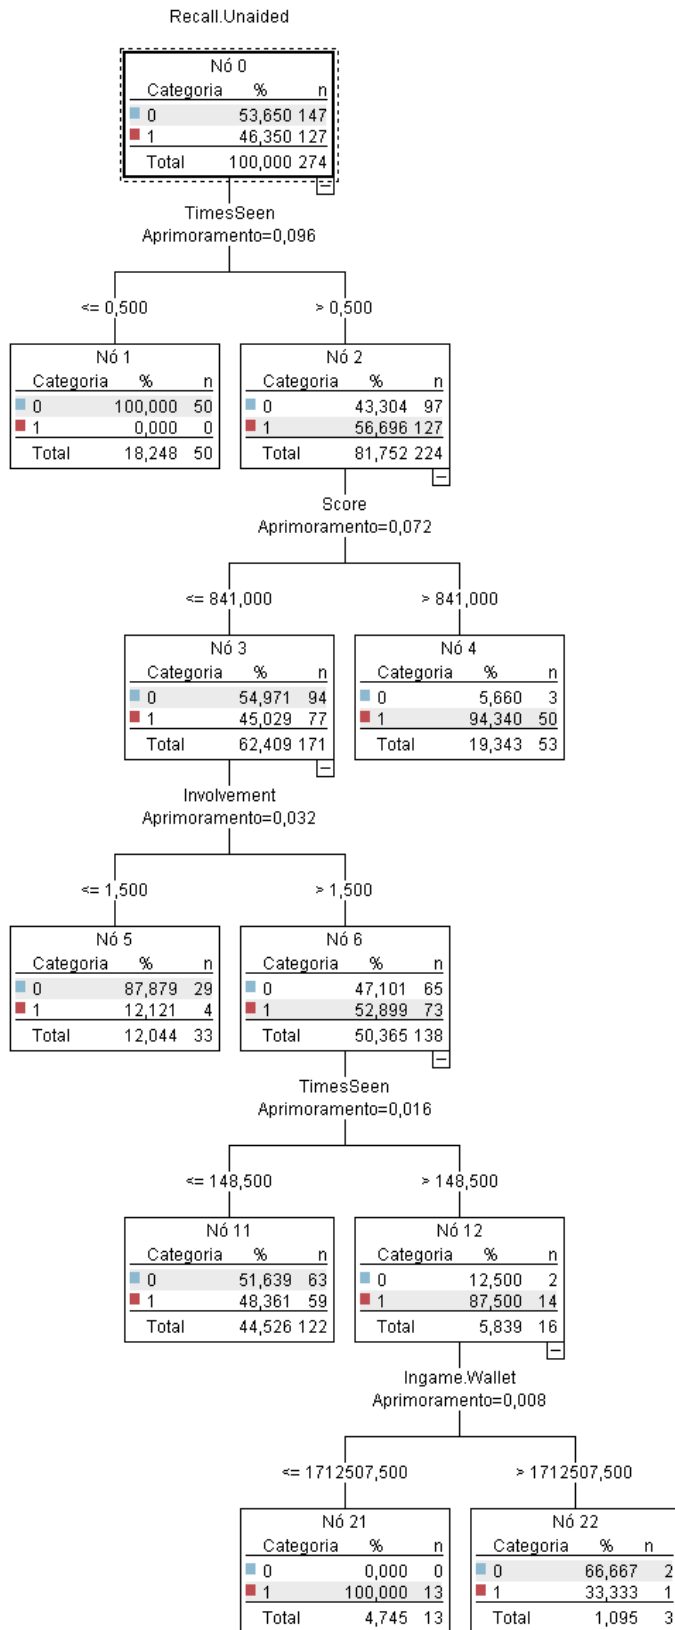 Recall.Unaided
Nó 0
Categoria % n
0 53,650 147
1 46,350 127
Total 100,000 274
TimesSeen
Aprimoramento=0,096
<= 0,500 > 0,500
Nó 1 Nó 2
Categoria % n Categoria % n
0 100,000 50 0 43,304 97
1 0,000 0 1 56,696 127
Total 18,248 50 Total 81,752 224
Score
Aprimoramento=0,072
<= 841,000 > 841,000
Nó 3 Nó 4
Categoria % n Categoria % n
0 54,971 94 0 5,660 3
1 45,029 77 1 94,340 50
Total 62,409 171 Total 19,343 53
Involvement
Aprimoramento=0,032
<= 1,500 > 1,500
Nó 5 Nó 6
Categoria % n Categoria % n
0 87,879 29 0 47,101 65
1 12,121 4 1 52,899 73
Total 12,044 33 Total 50,365 138
TimesSeen
Aprimoramento=0,016
<= 148,500 > 148,500
Nó 11 Nó 12
Categoria % n Categoria % n
0 51,639 63 0 12,500 2
1 48,361 59 1 87,500 14
Total 44,526 122 Total 5,839 16
Ingame.Wallet
Aprimoramento=0,008
<= 1712507,500 > 1712507,500
Nó 21 Nó 22
Categoria % n Categoria % n
0 0,000 0 0 66,667 2
1 100,000 13 1 33,333 1
Total 4,745 13 Total 1,095 3